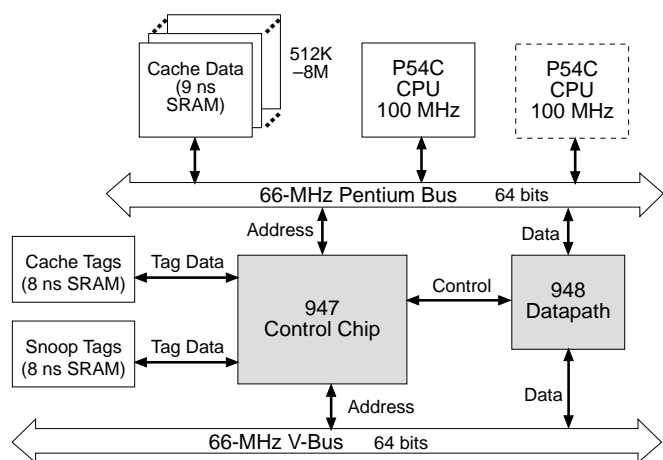 Cache Data
(9 ns
SRAM)
512K
–8M
P54C
CPU
100 MHz
P54C
CPU
100 MHz
66-MHz Pentium Bus 64 bits
Address
Data
Cache Tags
(8 ns SRAM)
Tag Data
947
Control Chip
Control
948
Datapath
Snoop Tags
(8 ns SRAM)
Tag Data
Address
Data
66-MHz V-Bus 64 bits